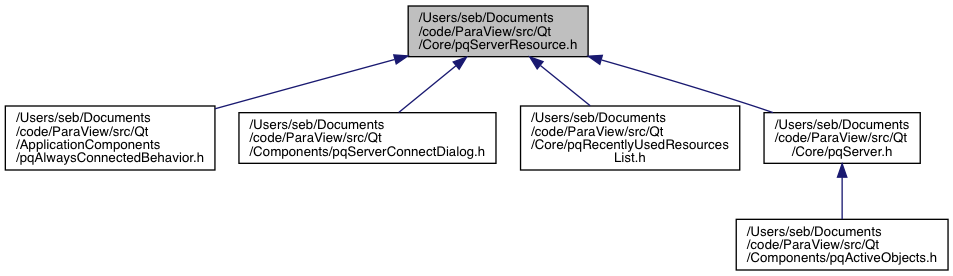 /Users/seb/Documents
/code/ParaView/src/Qt
/Core/pqServerResource.h
/Users/seb/Documents
/code/ParaView/src/Qt
/ApplicationComponents
/pqAlwaysConnectedBehavior.h
/Users/seb/Documents
/code/ParaView/src/Qt
/Components/pqServerConnectDialog.h
/Users/seb/Documents
/code/ParaView/src/Qt
/Core/pqRecentlyUsedResources
List.h
/Users/seb/Documents
/code/ParaView/src/Qt
/Core/pqServer.h
/Users/seb/Documents
/code/ParaView/src/Qt
/Components/pqActiveObjects.h